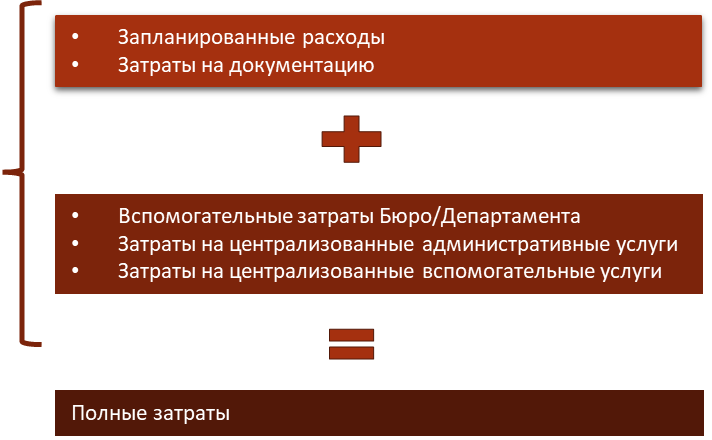 • Запланированные расходы
• Затраты на документацию
+
• Вспомогательные затраты Бюро/Департамента
• Затраты на централизованные административные услуги
• Затраты на централизованные вспомогательные услуги
=
Полные затраты